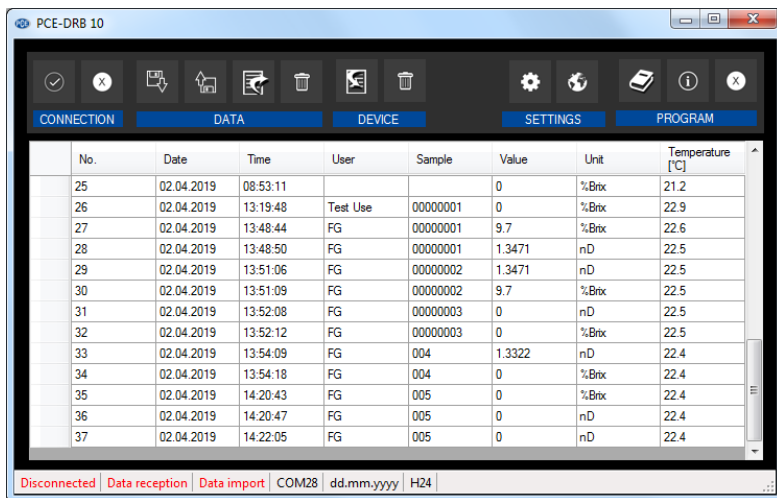 PCE PCE-DRB 10
CONNECTION DATA DEVICE SETTINGS PROGRAM
No. Date Time User Sample Value Unit Temperature [°C]
25 02.04.2019 08:53:11 0 %Brix 21.2
26 02.04.2019 13:19:48 Test Use 00000001 0 %Brix 22.9
27 02.04.2019 13:48:44 FG 00000001 9.7 %Brix 22.6
28 02.04.2019 13:48:50 FG 00000001 1.3471 nD 22.5
29 02.04.2019 13:51:06 FG 00000002 1.3471 nD 22.5
30 02.04.2019 13:51:09 FG 00000002 9.7 %Brix 22.5
31 02.04.2019 13:52:08 FG 00000003 0 nD 22.5
32 02.04.2019 13:52:12 FG 00000003 0 %Brix 22.5
33 02.04.2019 13:54:09 FG 004 1.3322 nD 22.4
34 02.04.2019 13:54:18 FG 004 0 %Brix 22.4
35 02.04.2019 14:20:43 FG 005 0 %Brix 22.4
36 02.04.2019 14:20:47 FG 005 0 nD 22.4
37 02.04.2019 14:22:05 FG 005 0 nD 22.4
Disconnected Data reception Data import COM28 dd.mm.yyyy H24